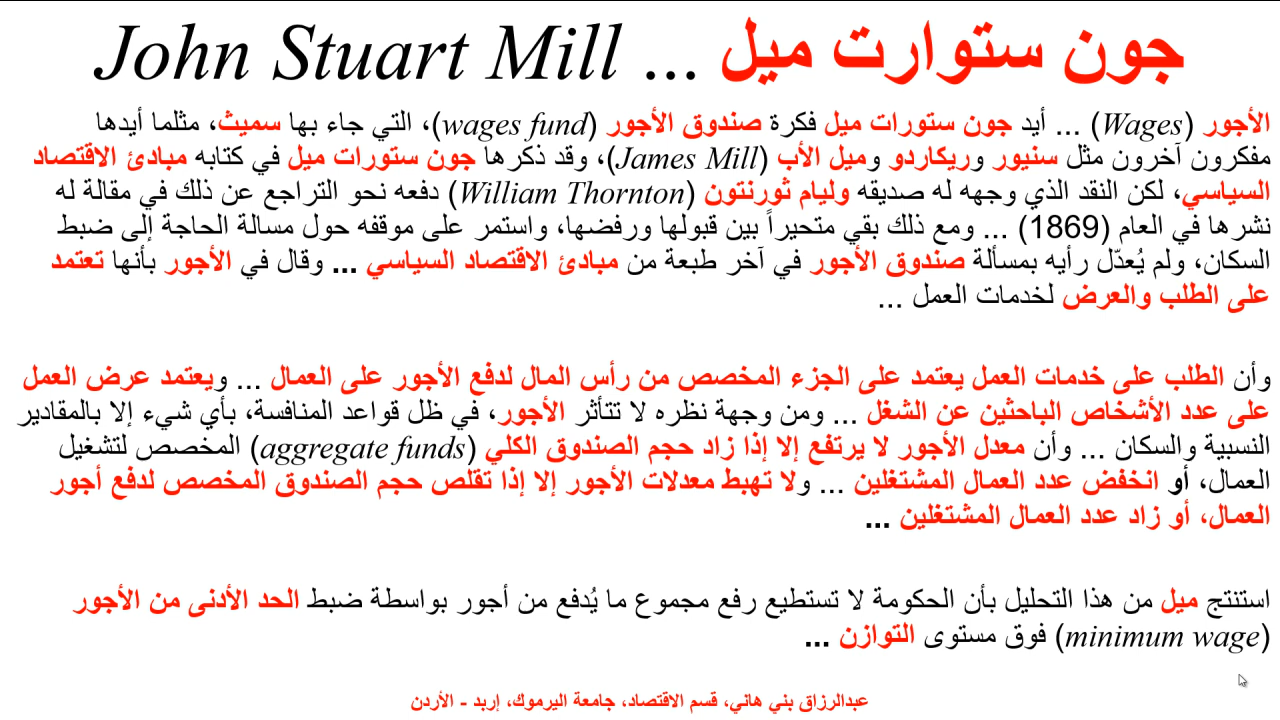 جون ستوارت ميل ... John Stuart Mill
الأجور (Wages) ... أيد جون ستورات ميل فكرة صندوق الأجور (wages fund)، التي جاء بها سميث، مثلما أيدها
مفكرون آخرون مثل سنيور وريكاردو وميل الأب (James Mill)، وقد ذكرها جون ستورات ميل في كتابه مبادئ الاقتصاد
السياسي، لكن النقد الذي وجهه له صديقه وليام ثورنتون (William Thornton) دفعه نحو التراجع عن ذلك في مقالة له
نشرها في العام (1869) ... ومع ذلك بقي متحيراً بين قبولها ورفضها، واستمر على موقفه حول مسالة الحاجة إلى ضبط
السكان، ولم يُعدّل رأيه بمسألة صندوق الأجور في آخر طبعة من مبادئ الاقتصاد السياسي ... وقال في الأجور بأنها تعتمد
على الطلب والعرض لخدمات العمل ...
وأن الطلب على خدمات العمل يعتمد على الجزء المخصص من رأس المال لدفع الأجور على العمال ... ويعتمد عرض العمل
على عدد الأشخاص الباحثين عن الشغل ... ومن وجهة نظره لا تتأثر الأجور، في ظل قواعد المنافسة، بأي شيء إلا بالمقادير
النسبية والسكان ... وأن معدل الأجور لا يرتفع إلا إذا زاد حجم الصندوق الكلي (aggregate funds) المخصص لتشغيل
العمال، أو انخفض عدد العمال المشتغلين ... ولا تهبط معدلات الأجور إلا إذا تقلص حجم الصندوق المخصص لدفع أجور
العمال، أو زاد عدد العمال المشتغلين ...
استنتج ميل من هذا التحليل بأن الحكومة لا تستطيع رفع مجموع ما يُدفع من أجور بواسطة ضبط الحد الأدنى من الأجور
(minimum wage) فوق مستوى التوازن ...
عبدالرزاق بني هاني، قسم الاقتصاد، جامعة اليرموك، إربد - الأردن